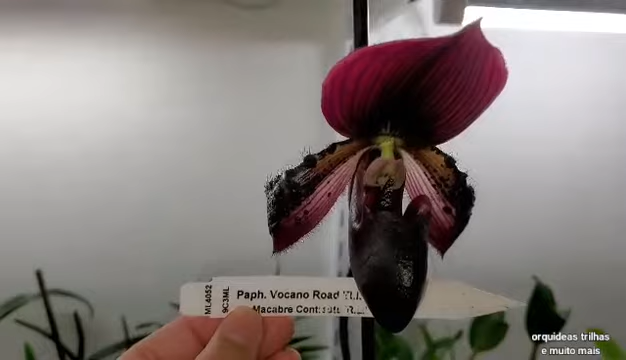 ML4052
9C3ML
Paph. Vocano Road
Macabre
orquideas trilhas
e muito mais